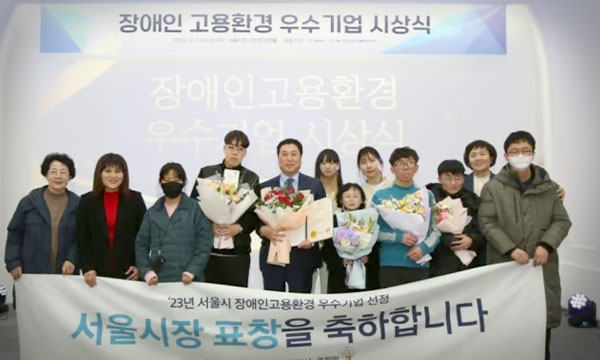 장애인 고용환경 우수기업 시상식
장애인고용환경
우수기업 시상식
'23년 서울시 장애인고용환경 우수기업 선정
서울시장 표창을 축하합니다